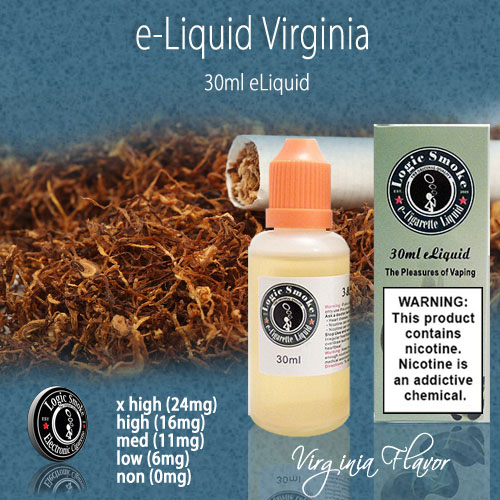 e-Liquid Virginia
30ml eLiquid
Logic Smoke
e-Cigarette Liquid
30ml eLiquid
The Pleasures of Vaping
WARNING:
This product
contains
nicotine.
Nicotine is
an addictive
chemical.
Logic Smoke
e-Cigarette Liquid
30ml
Logic Smoke
Electronic Cigarettes
x high (24mg)
high (16mg)
med (11mg)
low (6mg)
non (0mg)
Virginia Flavor